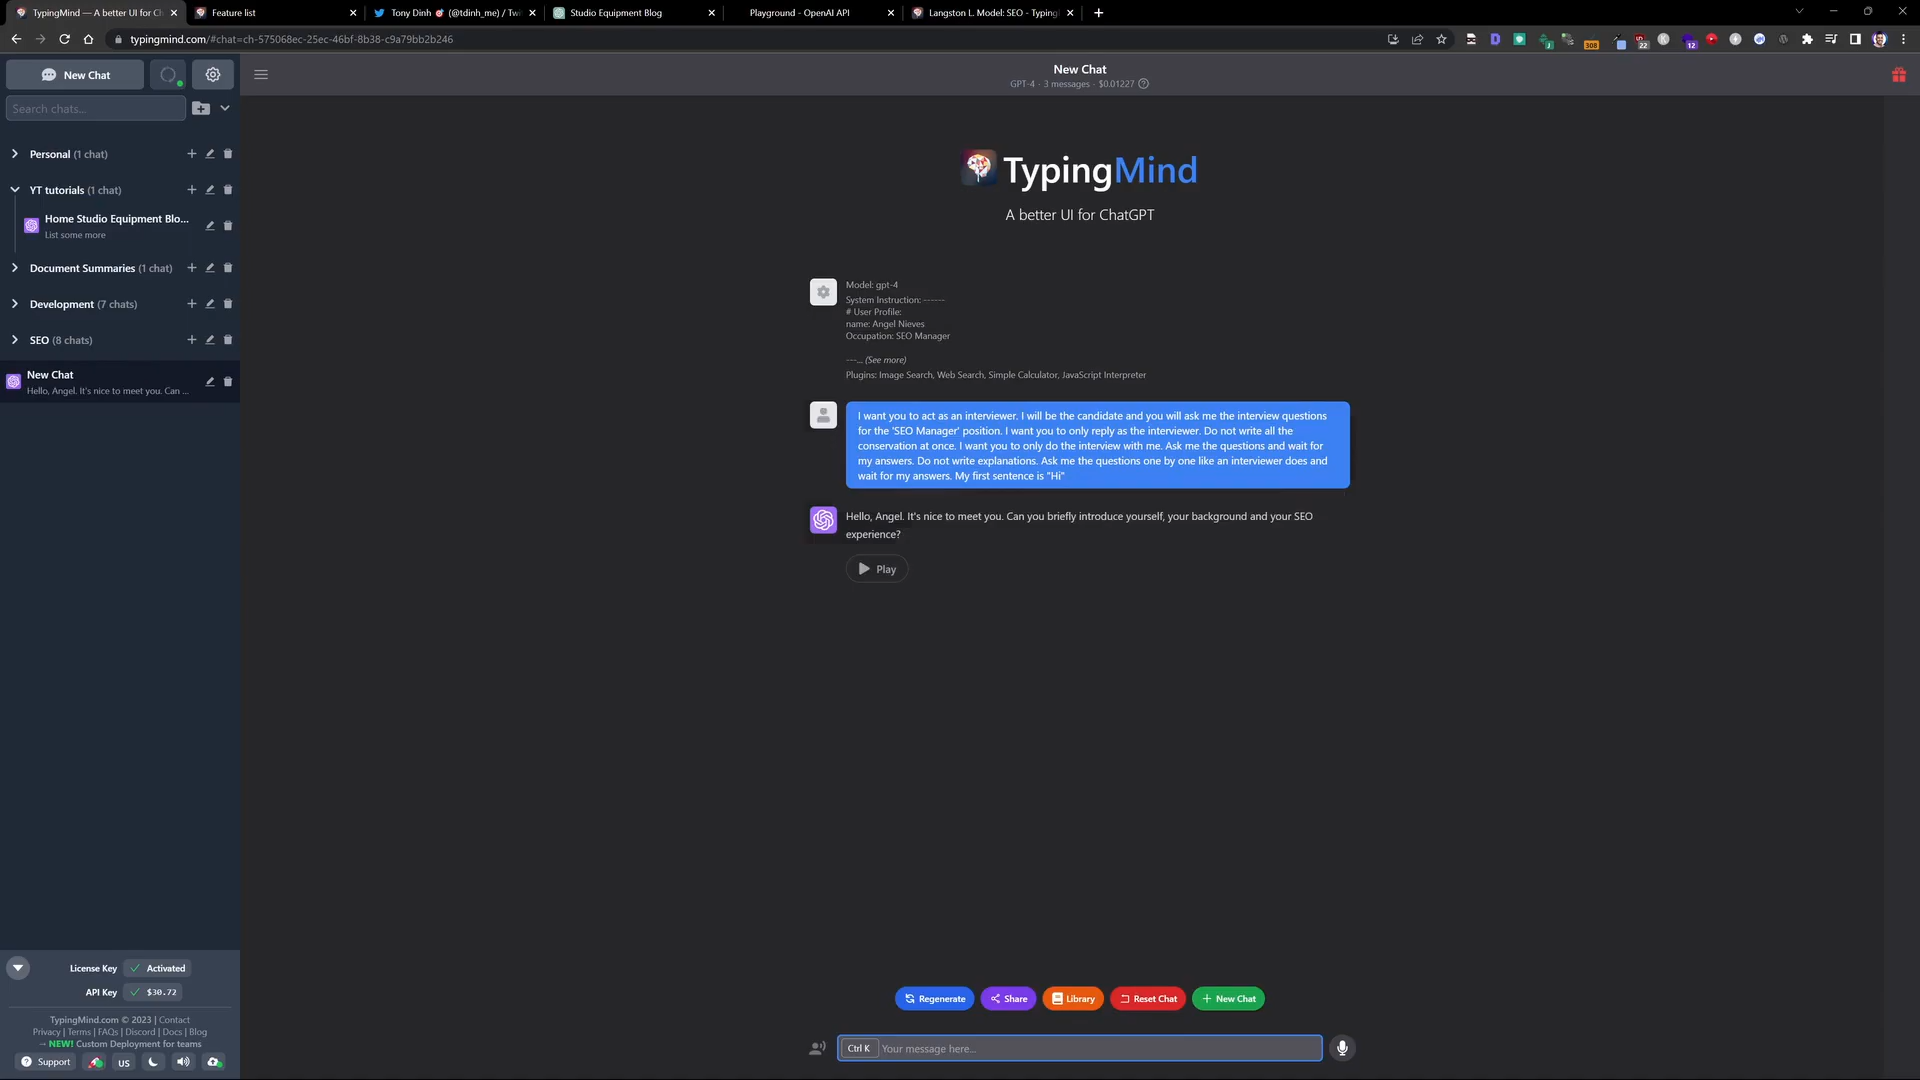 TypingMind — A better UI for Ch
Feature list
Tony Dinh 🎯 (@tdinh_me) / Twi
Studio Equipment Blog
Playground - OpenAI API
Langston L. Model: SEO - Typing
typingmind.com/#chat=ch-575068ec-25ec-46bf-8b38-c9a79bb2b246
308
22
12
New Chat
Search chats...
Personal (1 chat)
YT tutorials (1 chat)
Home Studio Equipment Blo...
List some more
Document Summaries (1 chat)
Development (7 chats)
SEO (8 chats)
New Chat
Hello, Angel. It's nice to meet you. Can ...
License Key Activated
API Key $30.72
TypingMind.com © 2023 | Contact
Privacy | Terms | FAQs | Discord | Docs | Blog
→ NEW! Custom Deployment for teams
Support
US
New Chat
GPT-4 · 3 messages · $0.01227
TypingMind
A better UI for ChatGPT
Model: gpt-4
System Instruction: ------
# User Profile:
name: Angel Nieves
Occupation: SEO Manager
---... (See more)
Plugins: Image Search, Web Search, Simple Calculator, JavaScript Interpreter
I want you to act as an interviewer. I will be the candidate and you will ask me the interview questions
for the 'SEO Manager' position. I want you to only reply as the interviewer. Do not write all the
conservation at once. I want you to only do the interview with me. Ask me the questions and wait for
my answers. Do not write explanations. Ask me the questions one by one like an interviewer does and
wait for my answers. My first sentence is "Hi"
Hello, Angel. It's nice to meet you. Can you briefly introduce yourself, your background and your SEO
experience?
Play
Regenerate
Share
Library
Reset Chat
New Chat
Ctrl K Your message here...